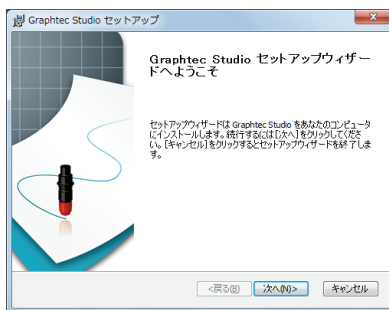 Graphtec Studio セットアップ
Graphtec Studio セットアップウィザー
ドへようこそ
セットアップウィザードは Graphtec Studio をあなたのコンピュータ
にインストールします。続行するには[次へ]をクリックしてくださ
い。[キャンセル]をクリックするとセットアップウィザードを終了しま
す。
<戻る(B) 次へ(N)> キャンセル